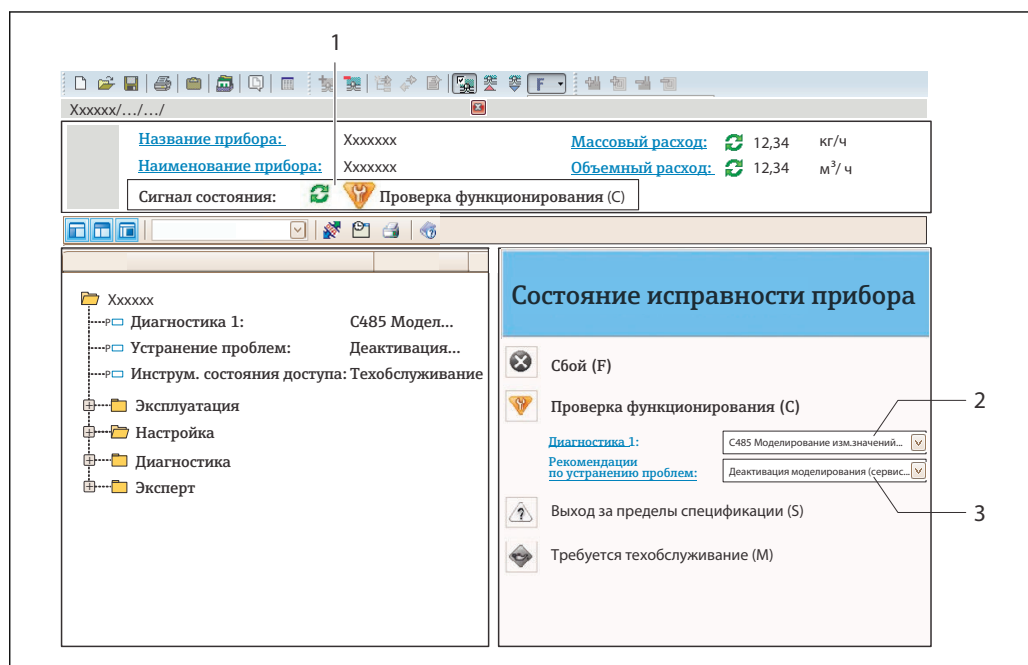 1
F
Xxxxxx/.../.../
Название прибора: Xxxxxxx Массовый расход: 12,34 кг/ч
Наименование прибора: Xxxxxxx Объемный расход: 12,34 м³/ ч
Сигнал состояния: Проверка функционирования (C)
Xxxxxx
P Диагностика 1: C485 Модел...
P Устранение проблем: Деактивация...
P Инструм. состояния доступа: Техобслуживание
Эксплуатация
Настройка
Диагностика
Эксперт
Состояние исправности прибора
Сбой (F)
Проверка функционирования (C)
2
Диагностика 1: C485 Моделирование изм.значений...
Рекомендации
по устранению проблем: Деактивация моделирования (сервис...
3
Выход за пределы спецификации (S)
Требуется техобслуживание (M)